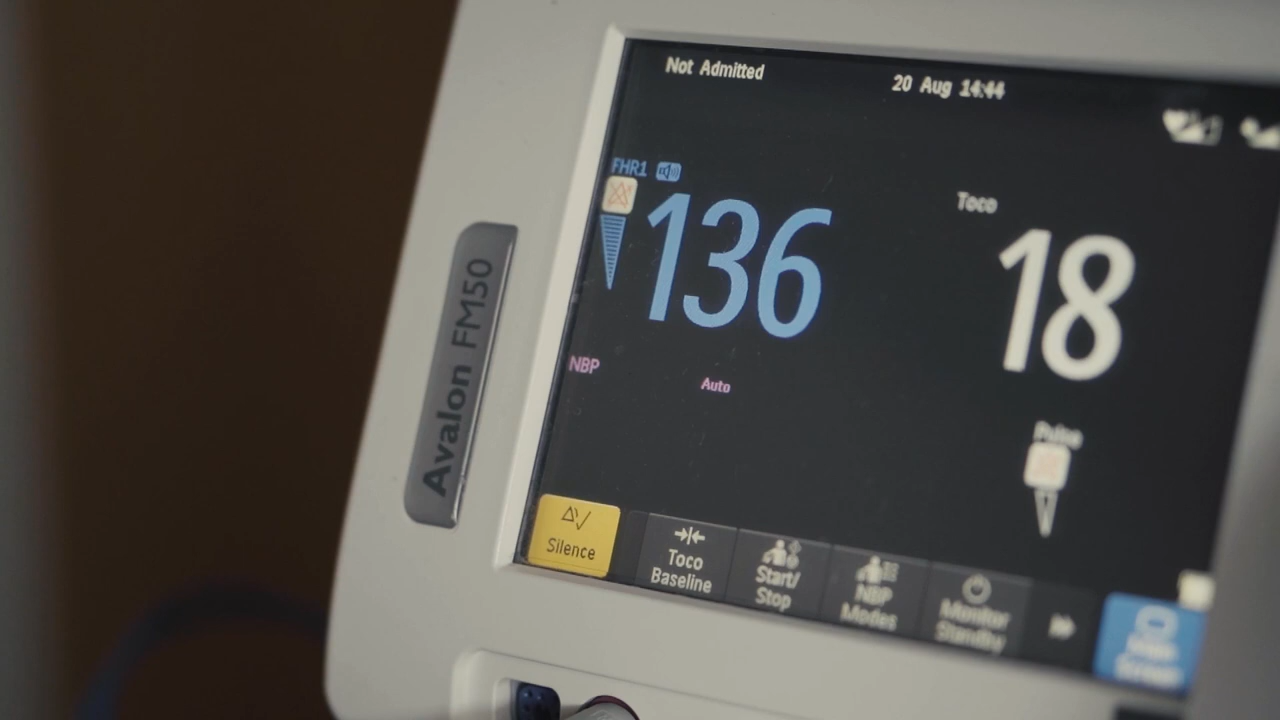 Not Admitted
20 Aug 14:44
FHR1
136
Toco
18
NBP
Auto
Pulse
Avalon FM50
Silence
Toco
Baseline
Start/
Stop
NBP
Modes
Monitor
Standby